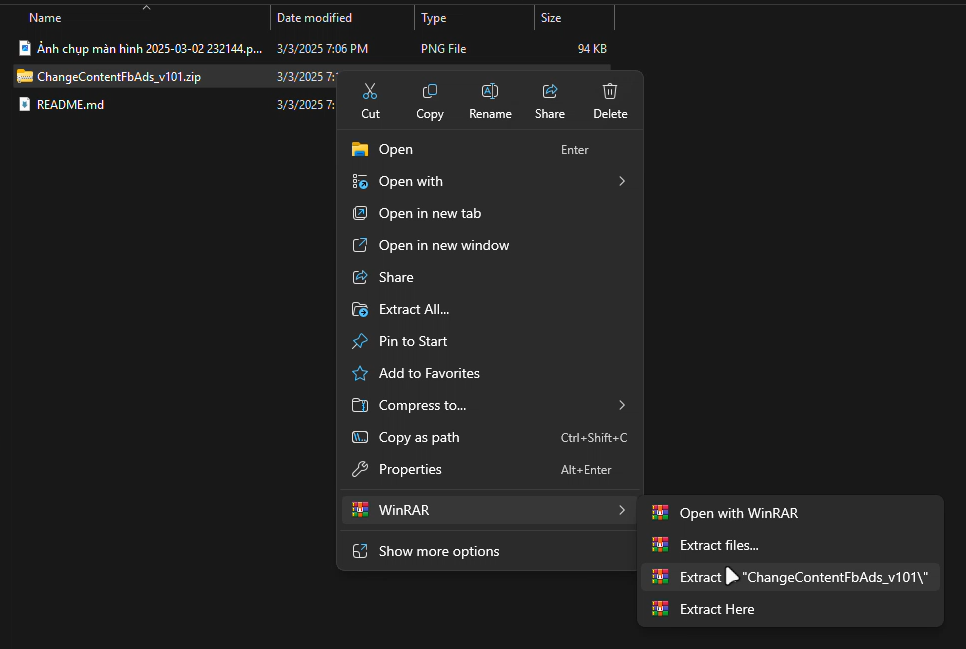 Name Date modified Type Size
Ảnh chụp màn hình 2025-03-02 232144.p... 3/3/2025 7:06 PM PNG File 94 KB
ChangeContentFbAds_v101.zip 3/3/2025 7:
README.md 3/3/2025 7:
Cut Copy Rename Share Delete
Open Enter
Open with
Open in new tab
Open in new window
Share
Extract All...
Pin to Start
Add to Favorites
Compress to...
Copy as path Ctrl+Shift+C
Properties Alt+Enter
WinRAR
Show more options
Open with WinRAR
Extract files...
Extract "ChangeContentFbAds_v101\"
Extract Here